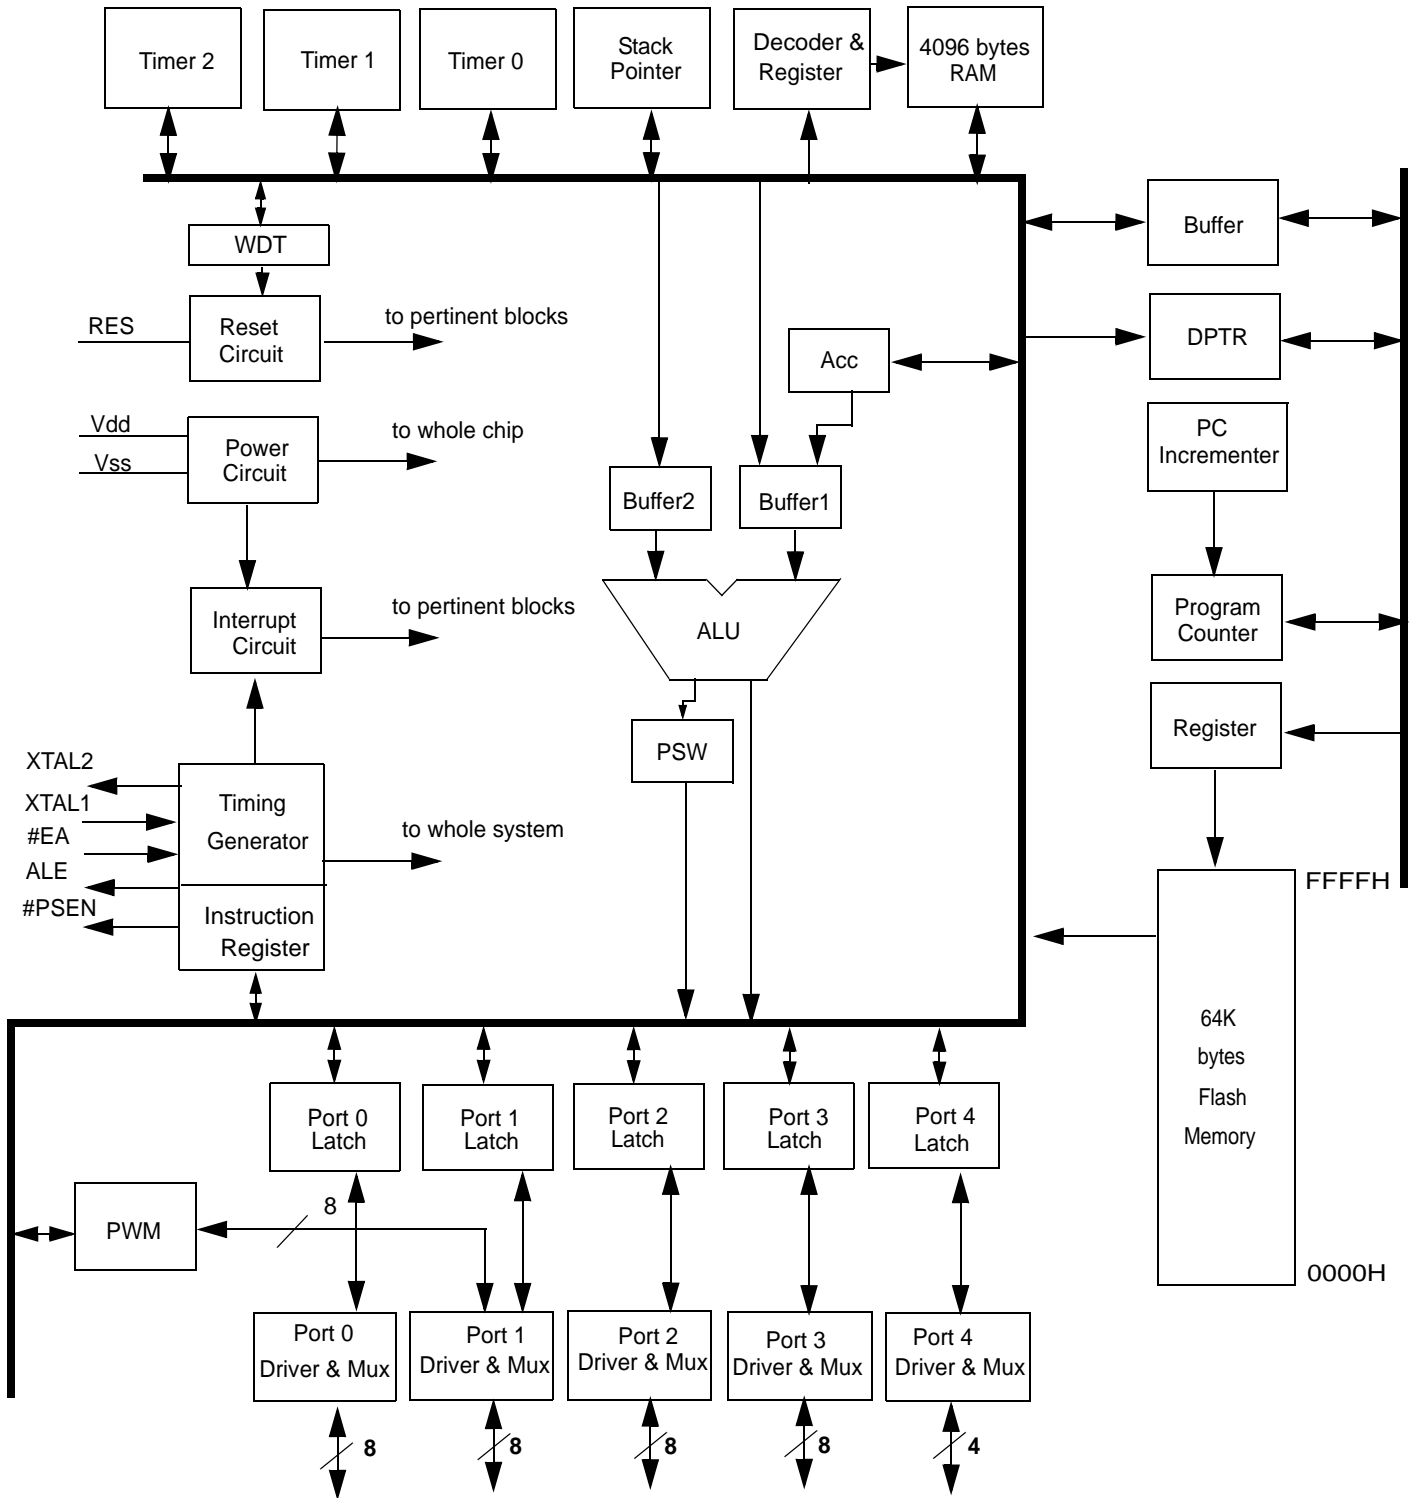 Timer 2
Timer 1
Timer 0
Stack
Pointer
Decoder &
Register
4096 bytes
RAM
WDT
Buffer
RES
Reset
Circuit
to pertinent blocks
DPTR
Acc
Vdd
Vss
Power
Circuit
to whole chip
PC
Incrementer
Buffer2
Buffer1
Interrupt
Circuit
to pertinent blocks
ALU
Program
Counter
PSW
Register
XTAL2
XTAL1
#EA
ALE
#PSEN
Timing
Generator
to whole system
Instruction
Register
FFFFH
64K
bytes
Flash
Memory
0000H
Port 0
Latch
Port 1
Latch
Port 2
Latch
Port 3
Latch
Port 4
Latch
PWM
8
Port 0
Driver & Mux
Port 1
Driver & Mux
Port 2
Driver & Mux
Port 3
Driver & Mux
Port 4
Driver & Mux
8
8
8
8
4